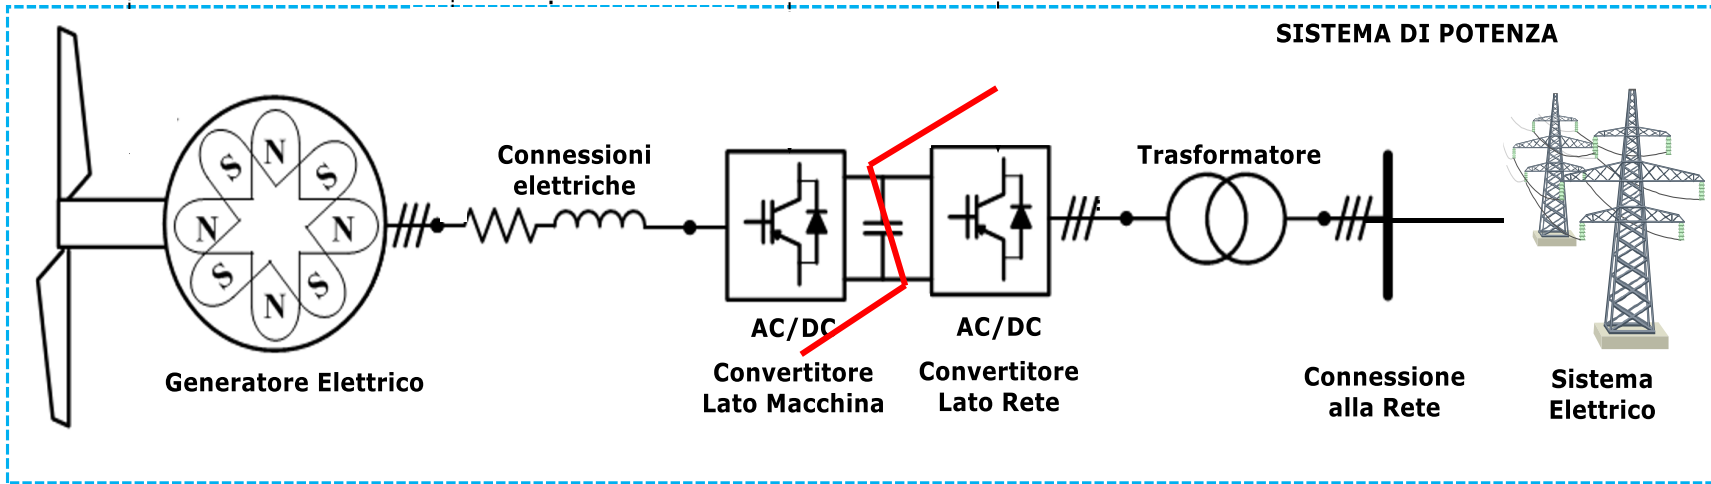 SISTEMA DI POTENZA
N
S
S
N
N
S
S
N
Generatore Elettrico
Connessioni
elettriche
AC/DC
Convertitore
Lato Macchina
AC/DC
Convertitore
Lato Rete
Trasformatore
Connessione
alla Rete
Sistema
Elettrico